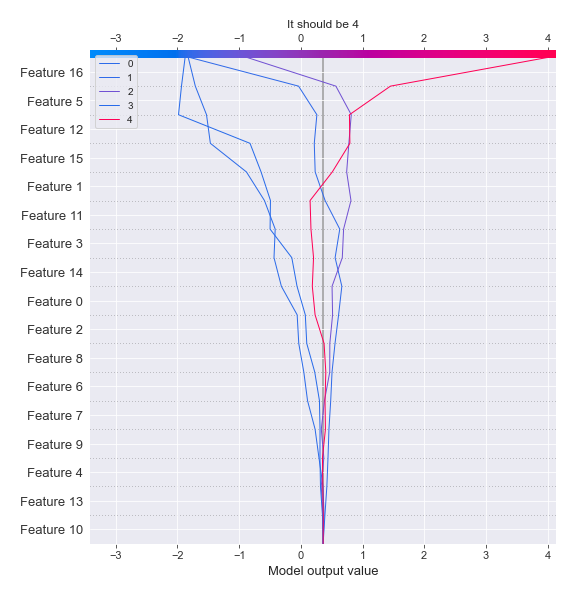 It should be 4
−3 −2 −1 0 1 2 3 4
0
1
2
3
4
Feature 16
Feature 5
Feature 12
Feature 15
Feature 1
Feature 11
Feature 3
Feature 14
Feature 0
Feature 2
Feature 8
Feature 6
Feature 7
Feature 9
Feature 4
Feature 13
Feature 10
−3 −2 −1 0 1 2 3 4
Model output value